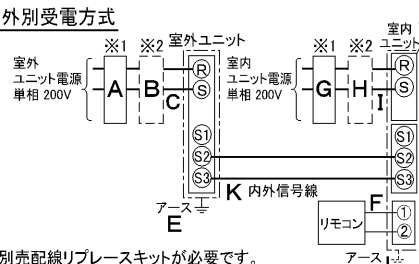 外別受電方式
※1 ※2 室外ユニット
室外
ユニット電源
単相 200V
A B C
R
S
S1
S2
S3
アース
E
※1 ※2 室内
ユニット
室内
ユニット電源
単相 200V
G H I
R
S
S1
S2
S3
K 内外信号線
F
リモコン
①
②
アース
別売配線リプレースキットが必要です。